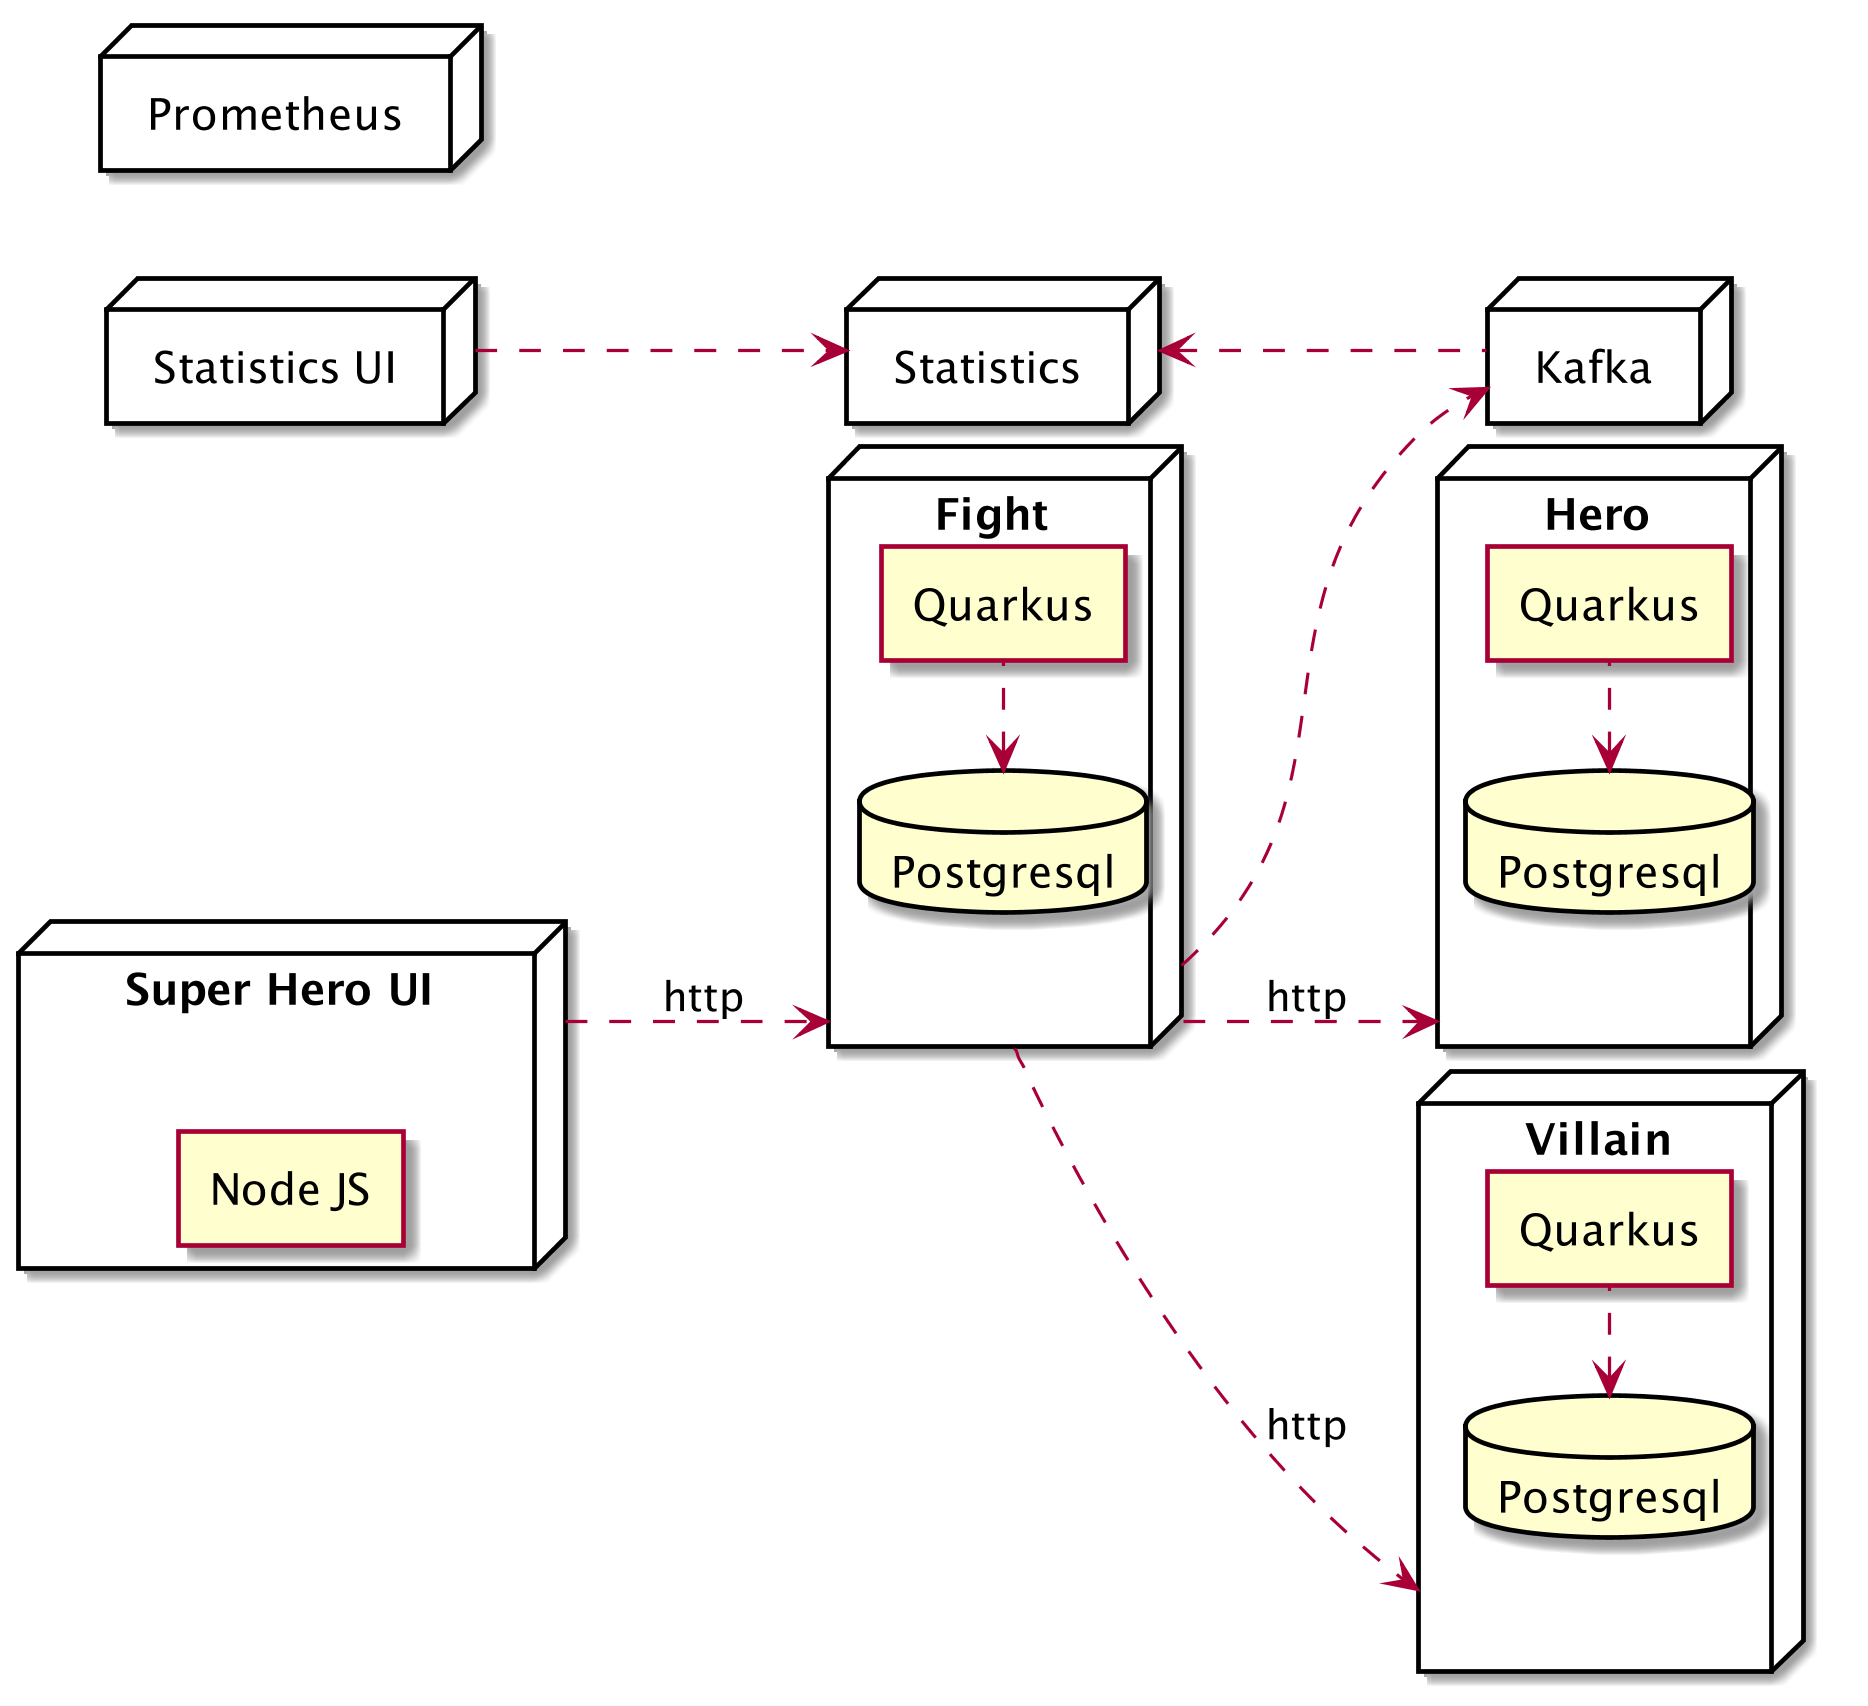 Prometheus
Statistics UI
Statistics
Kafka
Fight
Quarkus
Postgresql
Hero
Quarkus
Postgresql
Super Hero UI
Node JS
http
http
http
Villain
Quarkus
Postgresql